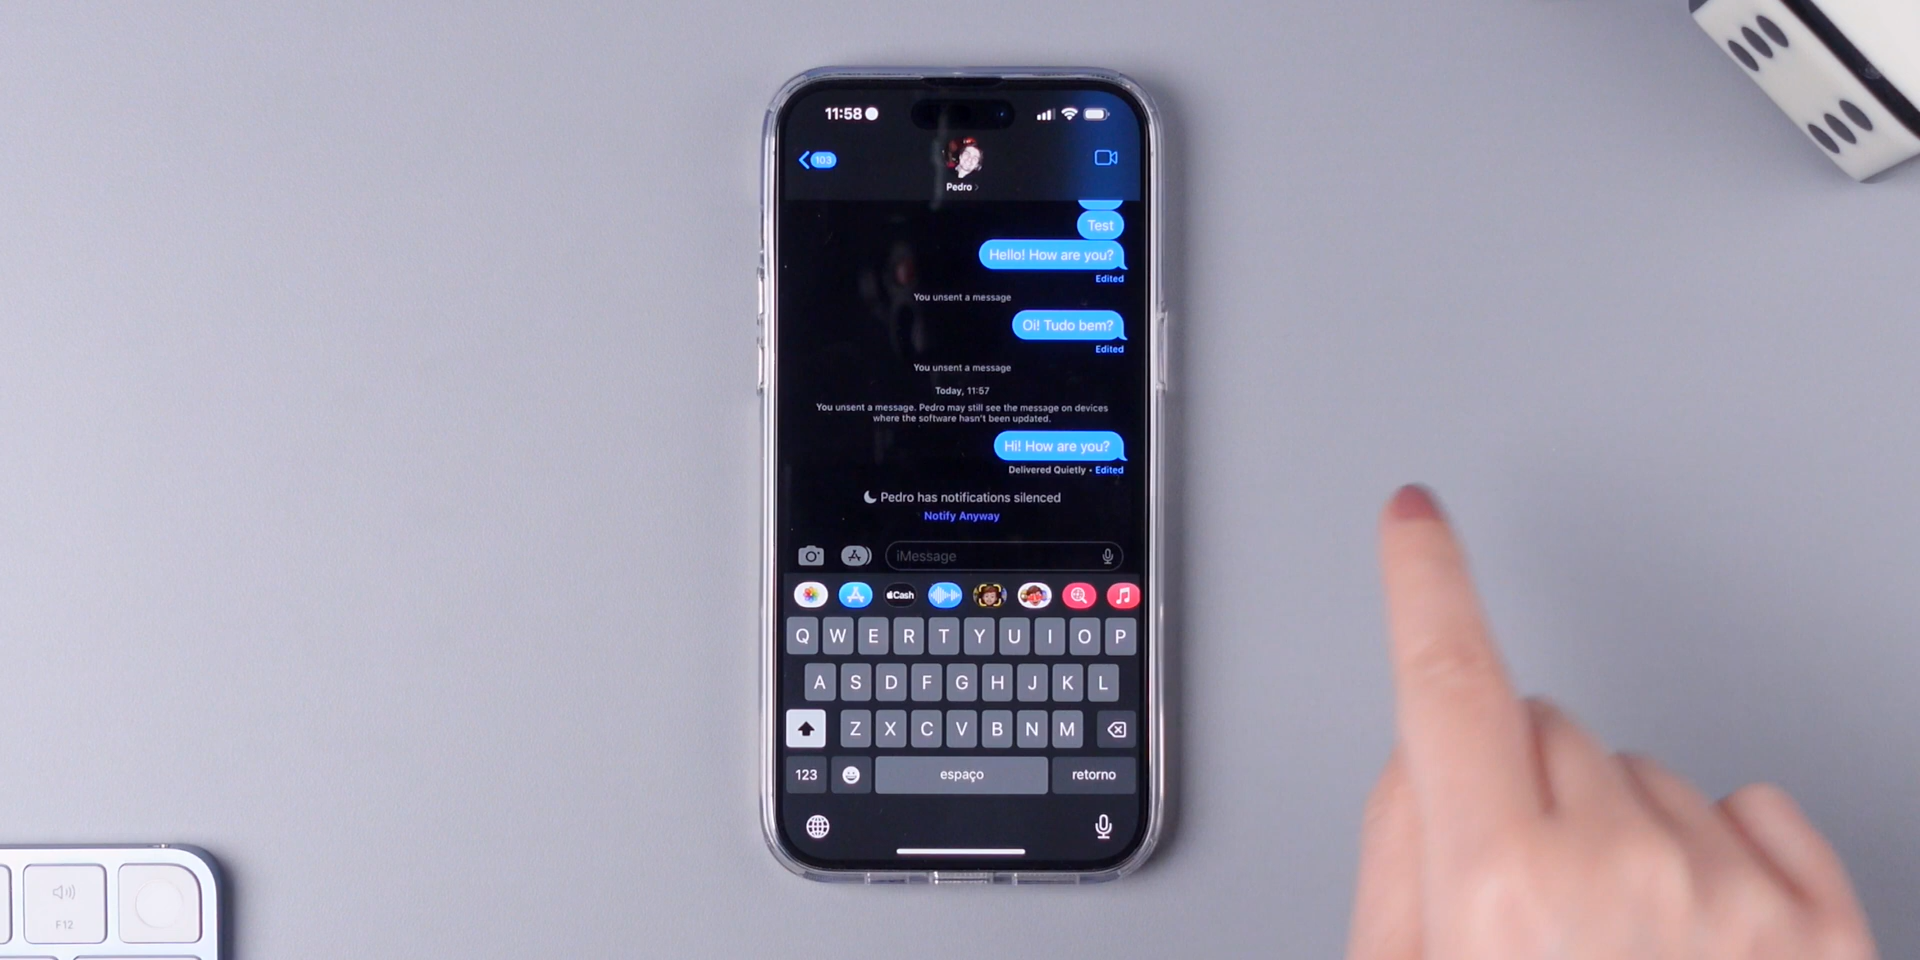 11:58
103
Pedro
Test
Hello! How are you?
Edited
You unsent a message
Oi! Tudo bem?
Edited
You unsent a message
Today, 11:57
You unsent a message. Pedro may still see the message on devices
where the software hasn't been updated.
Hi! How are you?
Delivered Quietly • Edited
Pedro has notifications silenced
Notify Anyway
iMessage
Cash
Q W E R T Y U I O P
A S D F G H J K L
Z X C V B N M
123 espaço retorno
F12